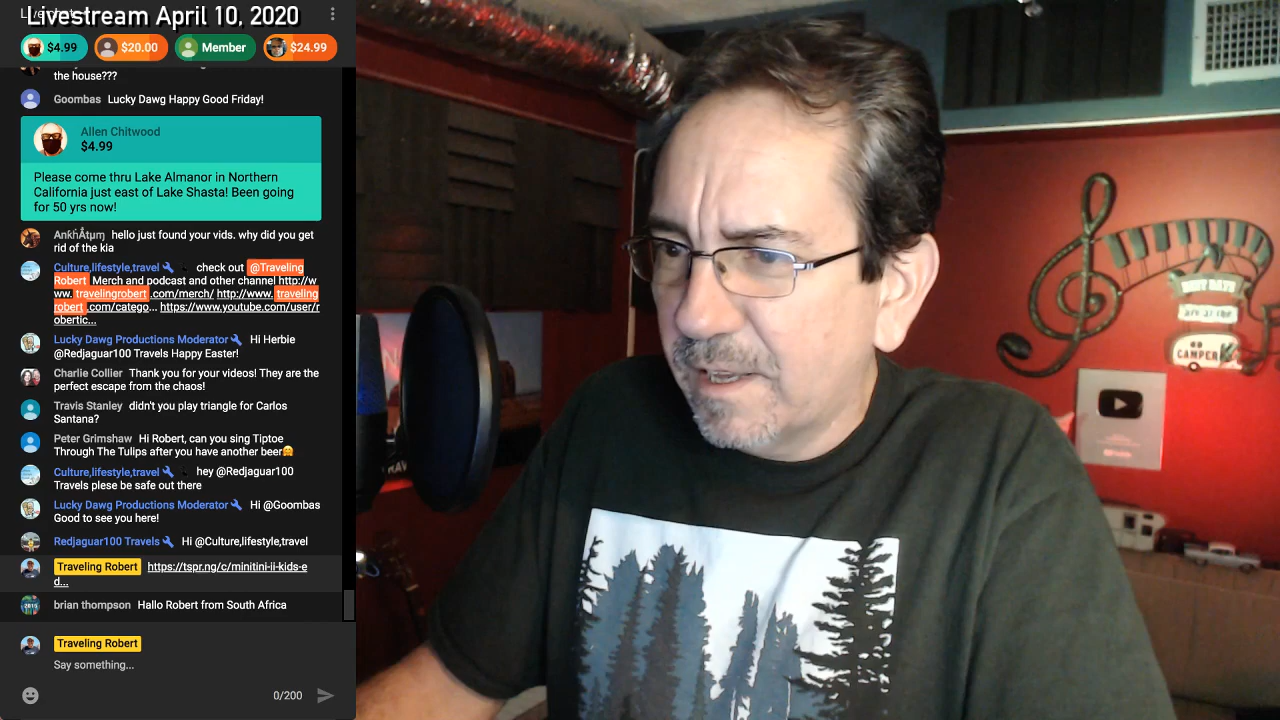 Livestream April 10, 2020
$4.99
$20.00
Member
$24.99
the house???
Goombas Lucky Dawg Happy Good Friday!
Allen Chitwood
$4.99
Please come thru Lake Almanor in Northern
California just east of Lake Shasta! Been going
for 50 yrs now!
hello just found your vids. why did you get
rid of the kia
Culture,lifestyle,travel check out @Traveling
Robert Merch and podcast and other channel http://w
ww. travelingrobert .com/merch/ http://www. traveling
robert .com/catego... https://www.youtube.com/user/r
obertic...
Lucky Dawg Productions Moderator Hi Herbie
@Redjaguar100 Travels Happy Easter!
Charlie Collier Thank you for your videos! They are the
perfect escape from the chaos!
Travis Stanley didn't you play triangle for Carlos
Santana?
Peter Grimshaw Hi Robert, can you sing Tiptoe
Through The Tulips after you have another beer🤗
Culture,lifestyle,travel hey @Redjaguar100
Travels plese be safe out there
Lucky Dawg Productions Moderator Hi @Goombas
Good to see you here!
Redjaguar100 Travels Hi @Culture,lifestyle,travel
Traveling Robert https://tspr.ng/c/minitini-ii-kids-e
d...
brian thompson Hallo Robert from South Africa
Traveling Robert
Say something...
0/200
BEST DAYS
ARE AT THE
CAMPER